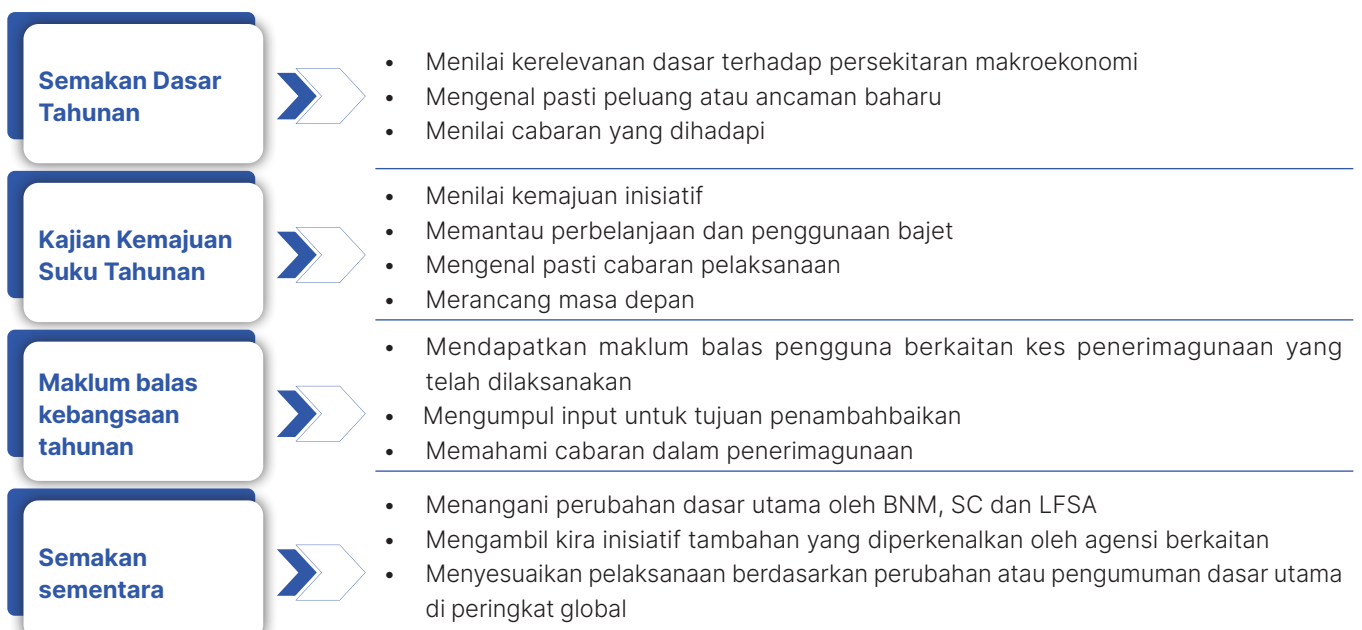 Semakan Dasar
Tahunan
• Menilai kerelevanan dasar terhadap persekitaran makroekonomi
• Mengenal pasti peluang atau ancaman baharu
• Menilai cabaran yang dihadapi
Kajian Kemajuan
Suku Tahunan
• Menilai kemajuan inisiatif
• Memantau perbelanjaan dan penggunaan bajet
• Mengenal pasti cabaran pelaksanaan
• Merancang masa depan
Maklum balas
kebangsaan
tahunan
• Mendapatkan maklum balas pengguna berkaitan kes penerimagunaan yang
telah dilaksanakan
• Mengumpul input untuk tujuan penambahbaikan
• Memahami cabaran dalam penerimagunaan
Semakan
sementara
• Menangani perubahan dasar utama oleh BNM, SC dan LFSA
• Mengambil kira inisiatif tambahan yang diperkenalkan oleh agensi berkaitan
• Menyesuaikan pelaksanaan berdasarkan perubahan atau pengumuman dasar utama
di peringkat global